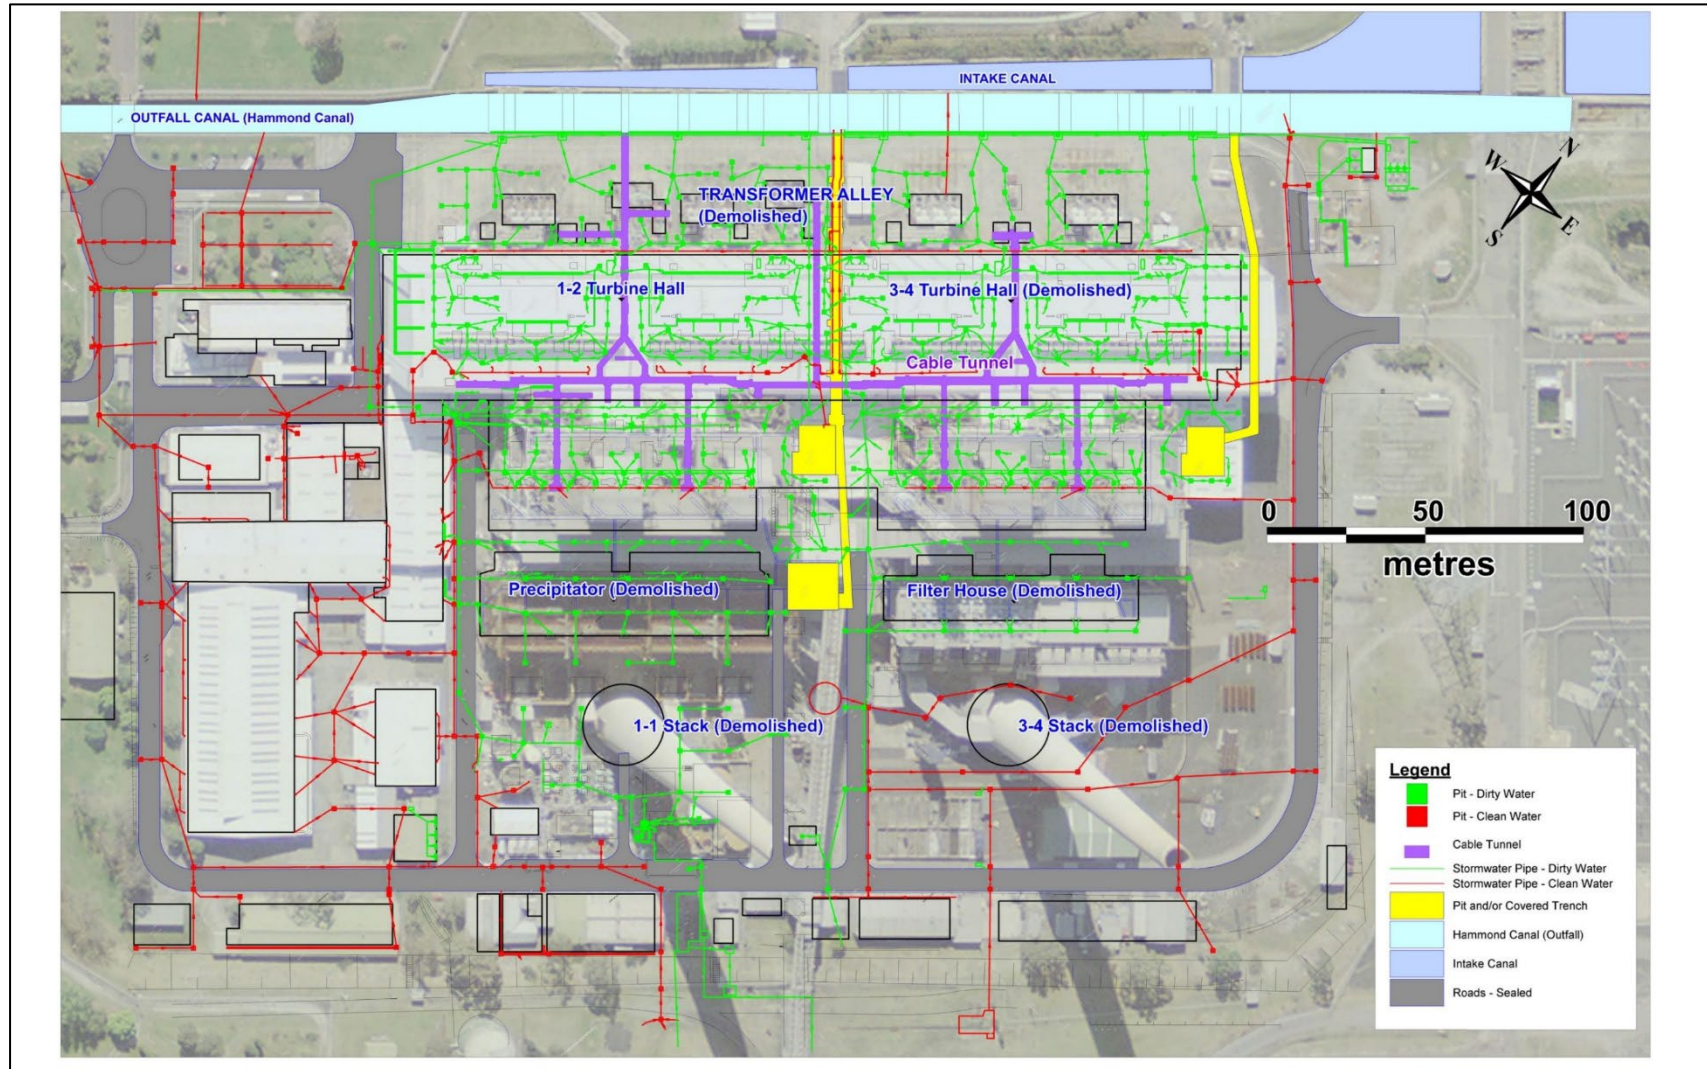 INTAKE CANAL
OUTFALL CANAL (Hammond Canal)
N
W
E
S
TRANSFORMER ALLEY
(Demolished)
1-2 Turbine Hall
3-4 Turbine Hall (Demolished)
Cable Tunnel
0 50 100
metres
Precipitator (Demolished)
Filter House (Demolished)
1-1 Stack (Demolished)
3-4 Stack (Demolished)
Legend
Pit - Dirty Water
Pit - Clean Water
Cable Tunnel
Stormwater Pipe - Dirty Water
Stormwater Pipe - Clean Water
Pit and/or Covered Trench
Hammond Canal (Outfall)
Intake Canal
Roads - Sealed